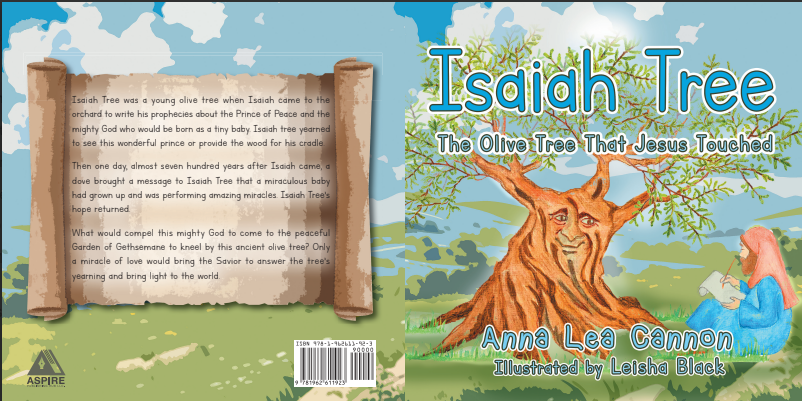 Isaiah Tree was a young olive tree when Isaiah came to the
orchard to write his prophecies about the Prince of Peace and the
mighty God who would be born as a tiny baby. Isaiah tree yearned
to see this wonderful prince or provide the wood for his cradle.
Then one day, almost seven hundred years after Isaiah came, a
dove brought a message to Isaiah Tree that a miraculous baby
had grown up and was performing amazing miracles. Isaiah Tree's
hope returned.
What would compel this mighty God to come to the peaceful
Garden of Gethsemane to kneel by this ancient olive tree? Only
a miracle of love would bring the Savior to answer the tree's
yearning and bring light to the world.
ASPIRE
ISBN 978-1-962611-92-3
90000
9 781962 611923
Isaiah Tree
The Olive Tree That Jesus Touched
Anna Lea Cannon
Illustrated by Leisha Black